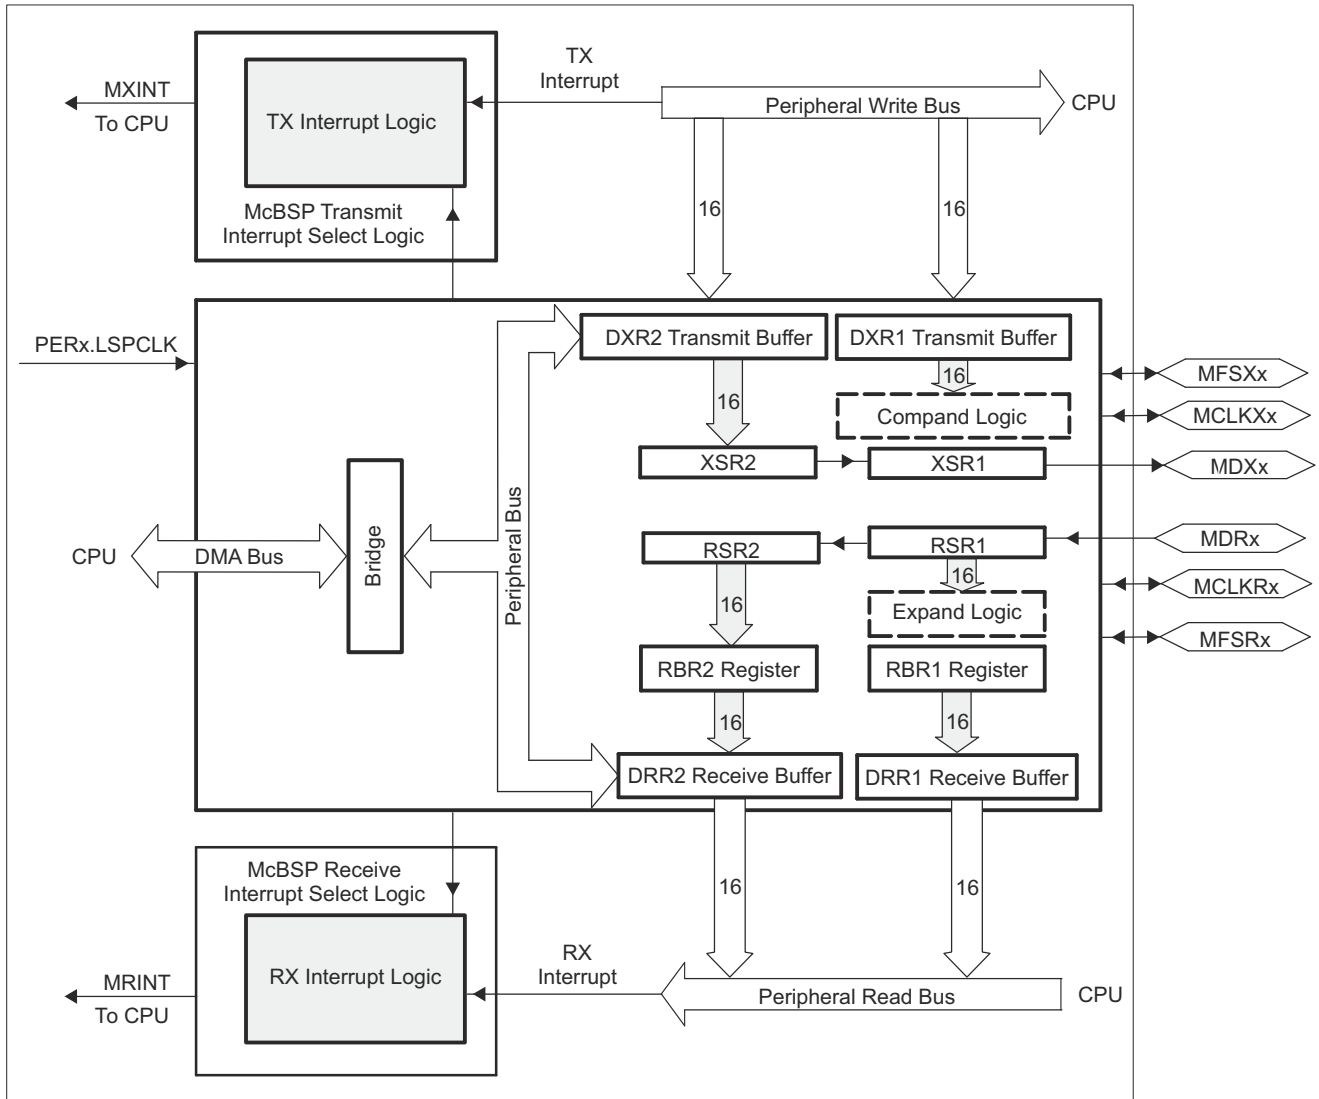 TX
Interrupt
MXINT
To CPU
TX Interrupt Logic
Peripheral Write Bus
CPU
McBSP Transmit
Interrupt Select Logic
16
16
PERx.LSPCLK
DXR2 Transmit Buffer
DXR1 Transmit Buffer
16
16
Compand Logic
XSR2
XSR1
MFSXx
MCLKXx
MDXx
CPU
DMA Bus
Bridge
Peripheral Bus
RSR2
RSR1
16
16
Expand Logic
MDRx
MCLKRx
MFSRx
RBR2 Register
RBR1 Register
16
16
DRR2 Receive Buffer
DRR1 Receive Buffer
McBSP Receive
Interrupt Select Logic
16
16
RX Interrupt Logic
RX
Interrupt
MRINT
To CPU
Peripheral Read Bus
CPU